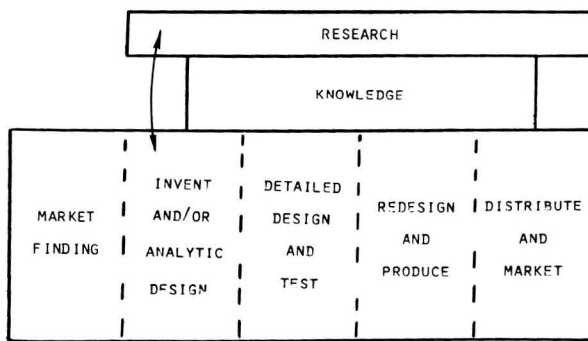 RESEARCH
KNOWLEDGE
MARKET
FINDING
INVENT
AND/OR
ANALYTIC
DESIGN
DETAILED
DESIGN
AND
TEST
REDESIGN
AND
PRODUCE
DISTRIBUTE
AND
MARKET